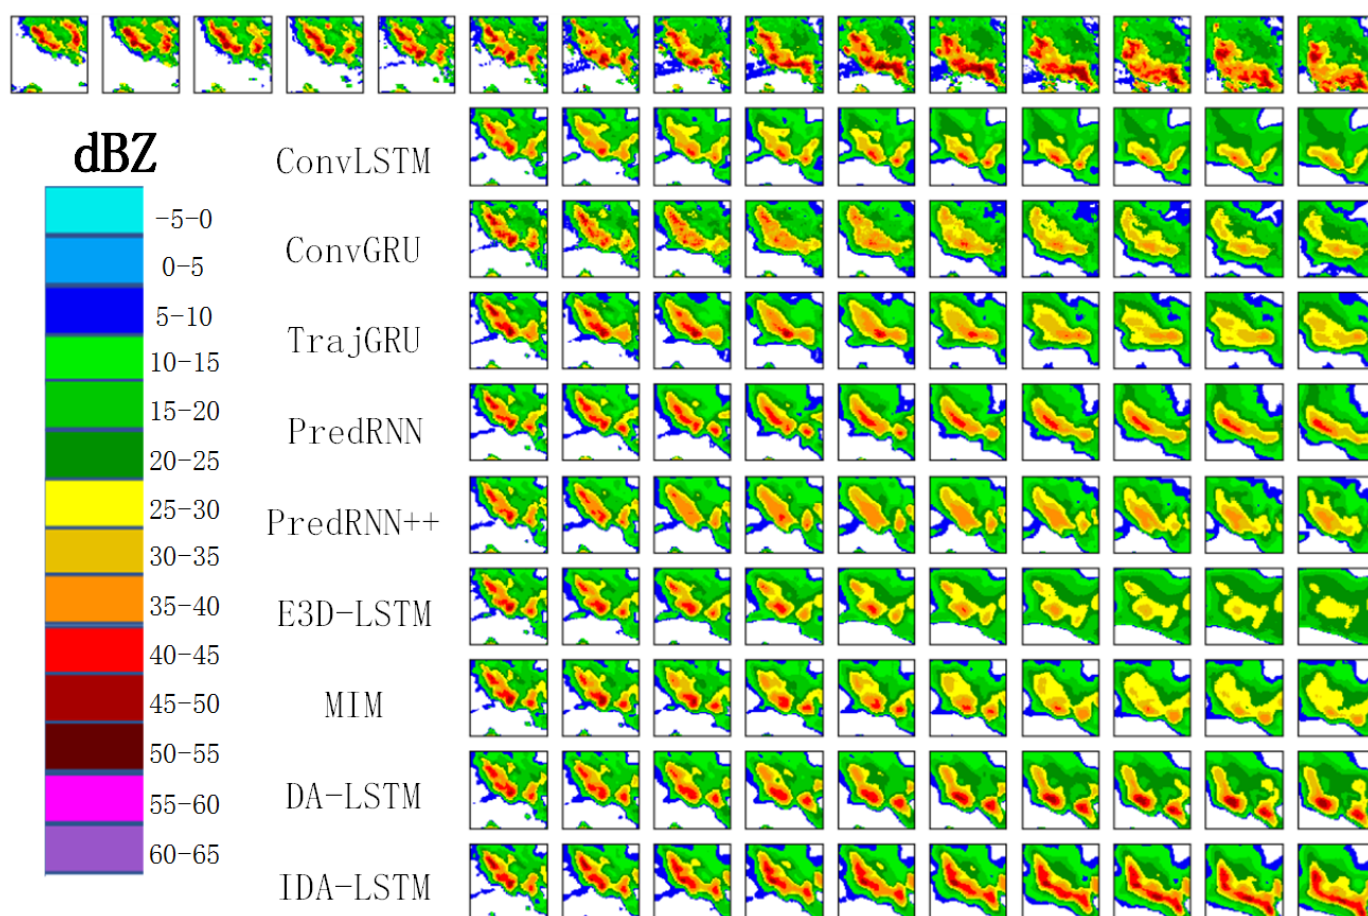 dBZ
-5-0
0-5
5-10
10-15
15-20
20-25
25-30
30-35
35-40
40-45
45-50
50-55
55-60
60-65
ConvLSTM
ConvGRU
TrajGRU
PredRNN
PredRNN++
E3D-LSTM
MIM
DA-LSTM
IDA-LSTM